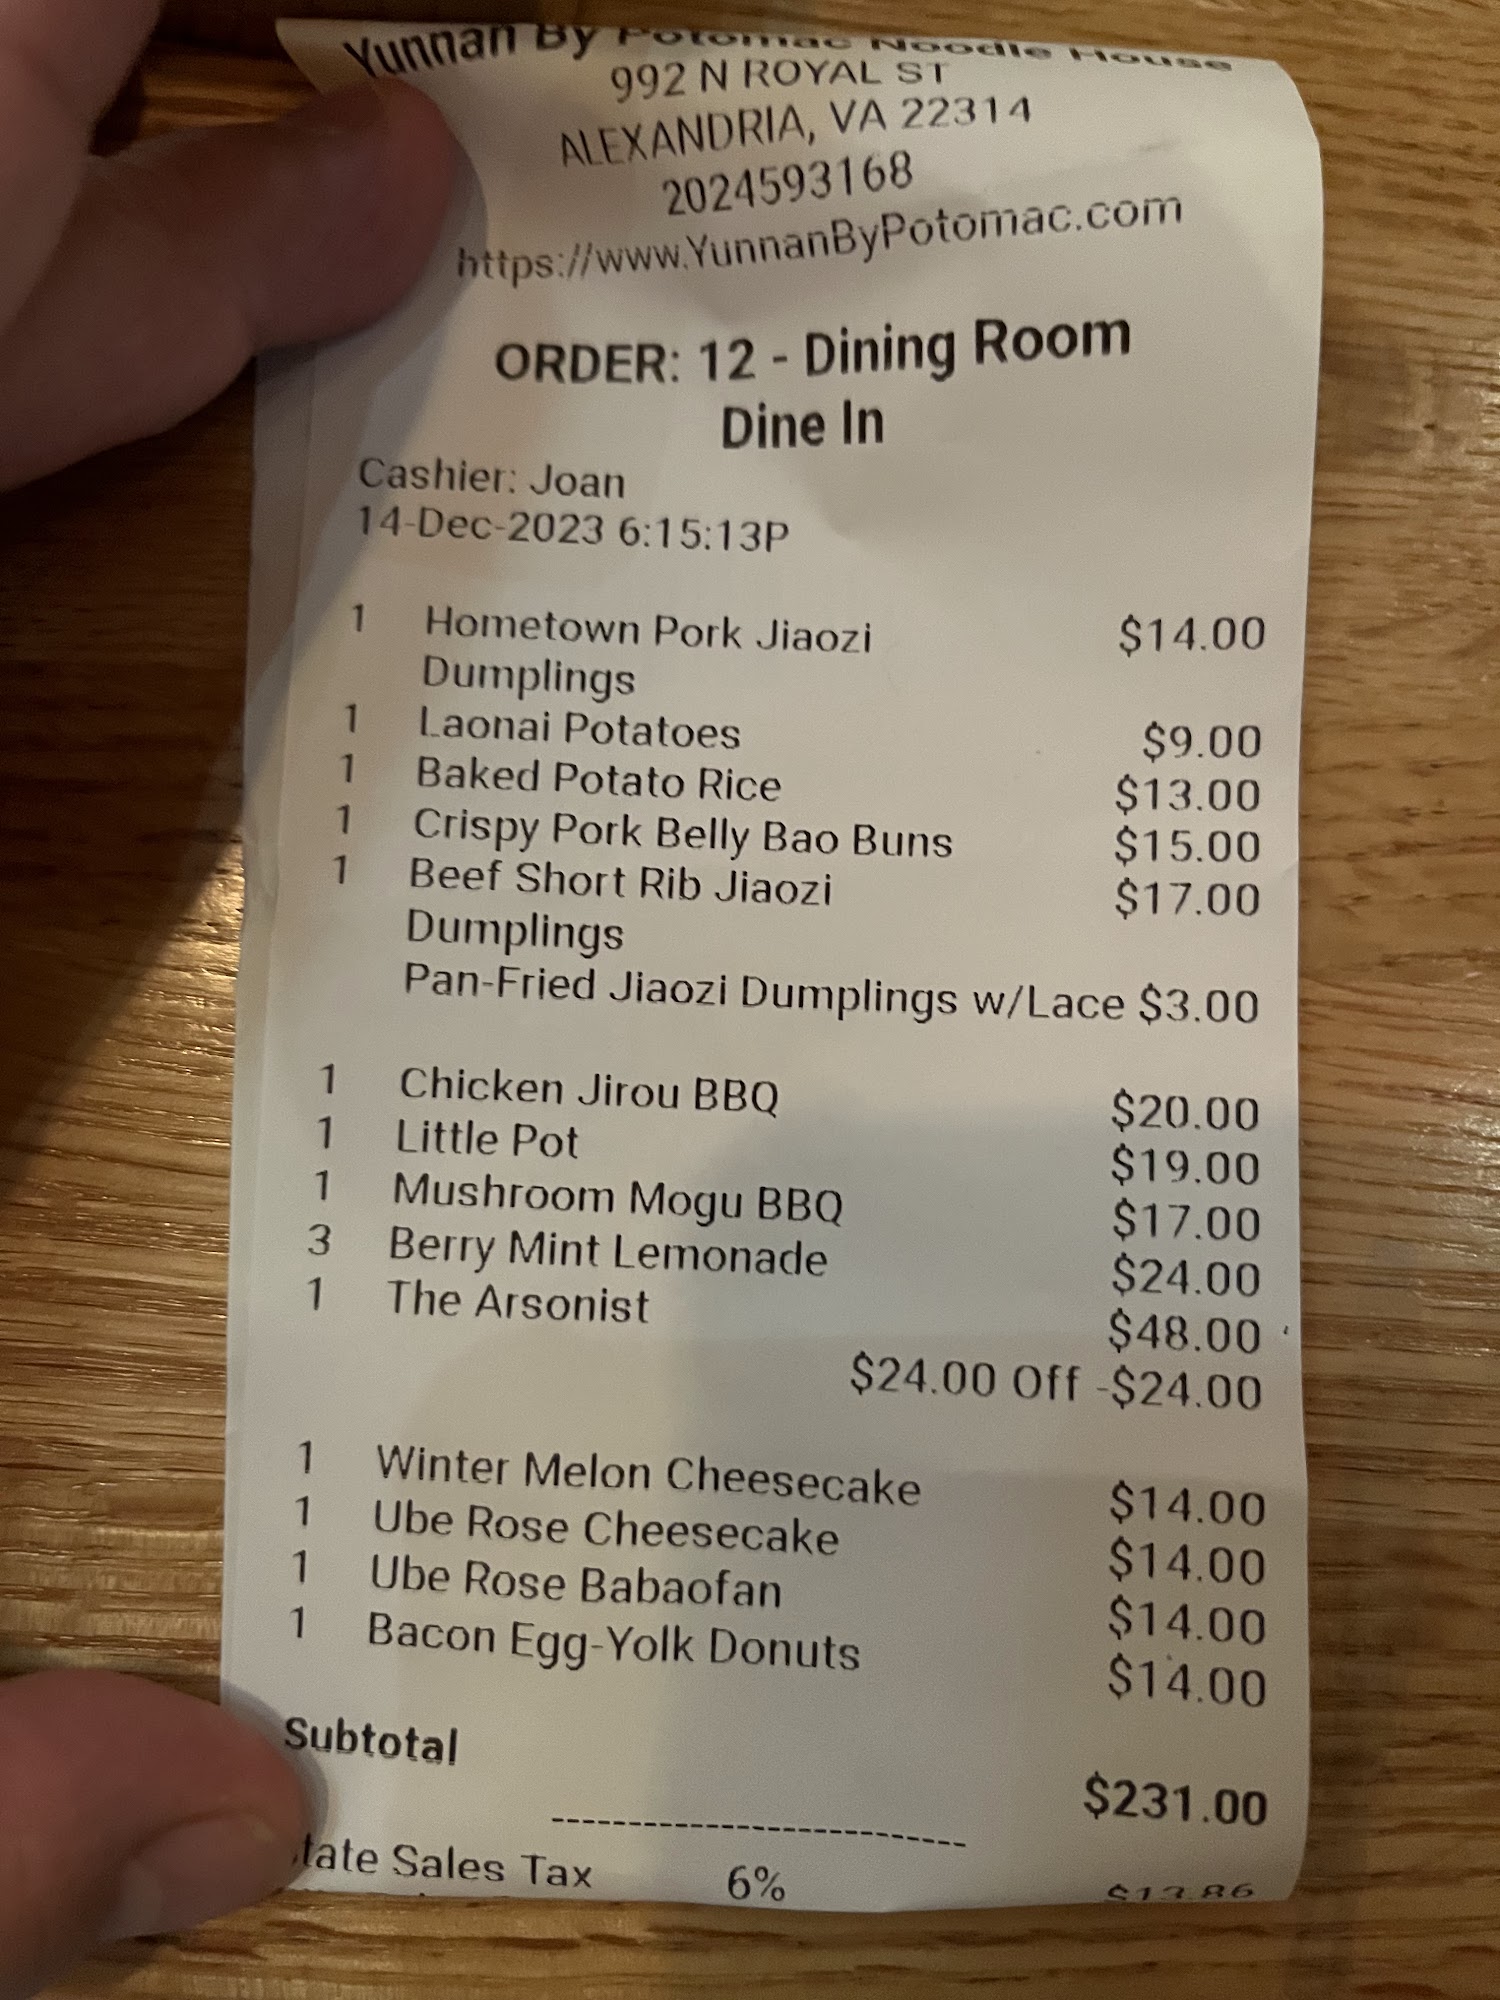 Yunnan By Potomac Noodle House
992 N ROYAL ST
ALEXANDRIA, VA 22314
2024593168
https://www.YunnanByPotomac.com
ORDER: 12 - Dining Room
Dine In
Cashier: Joan
14-Dec-2023 6:15:13P
1 Hometown Pork Jiaozi $14.00
Dumplings
1 Laonai Potatoes $9.00
1 Baked Potato Rice $13.00
1 Crispy Pork Belly Bao Buns $15.00
1 Beef Short Rib Jiaozi $17.00
Dumplings
Pan-Fried Jiaozi Dumplings w/Lace $3.00
1 Chicken Jirou BBQ $20.00
1 Little Pot $19.00
1 Mushroom Mogu BBQ $17.00
3 Berry Mint Lemonade $24.00
1 The Arsonist $48.00
$24.00 Off -$24.00
1 Winter Melon Cheesecake $14.00
1 Ube Rose Cheesecake $14.00
1 Ube Rose Babaofan $14.00
1 Bacon Egg-Yolk Donuts $14.00
Subtotal $231.00
tate Sales Tax 6% $13.86